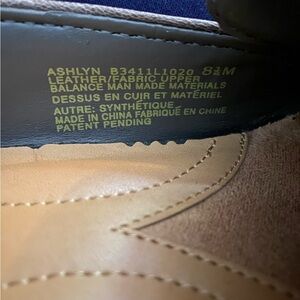 ASHLYN B3411L1020 8½M
LEATHER/FABRIC UPPER
BALANCE MAN MADE MATERIALS
DESSUS EN CUIR ET MATÉRIEL
AUTRE: SYNTHÉTIQUE
MADE IN CHINA FABRIQUÉ EN CHINE
PATENT PENDING